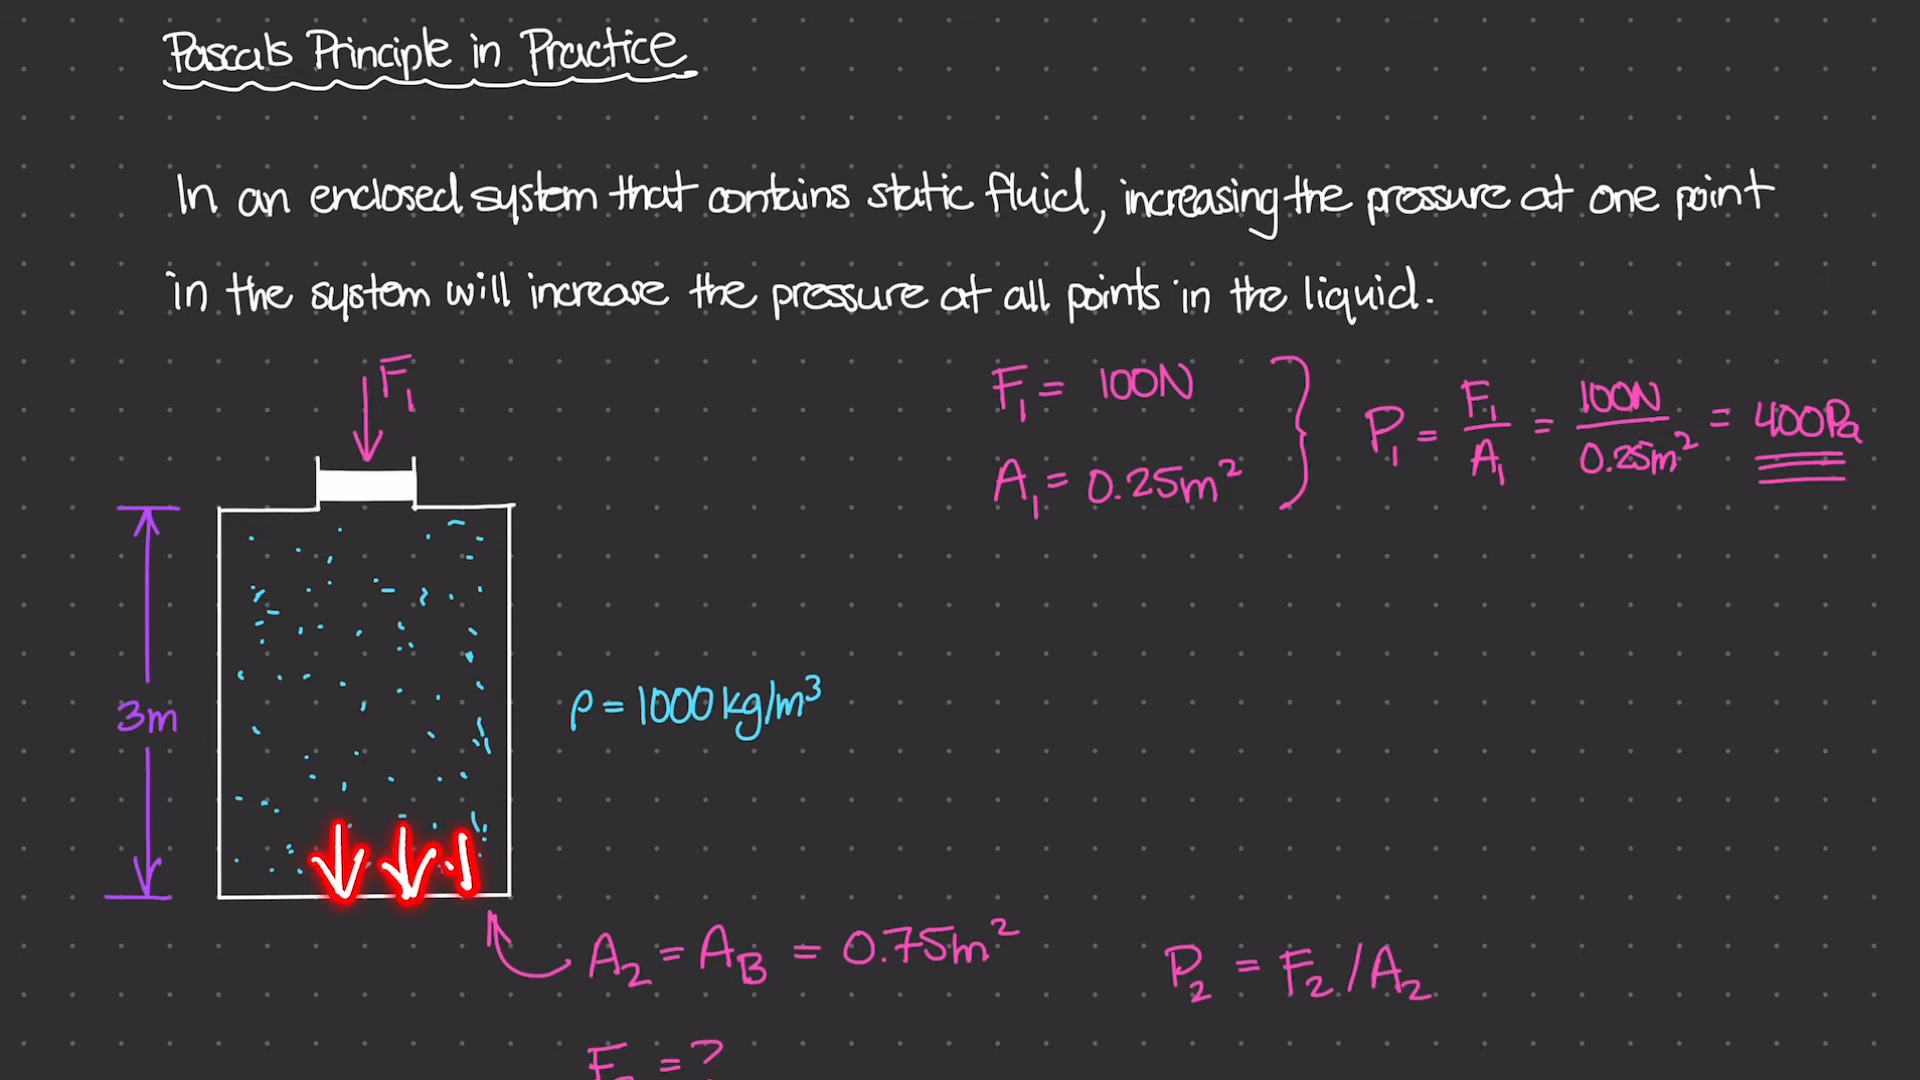 Pascals Principle in Practice
In an enclosed system that contains static fluid, increasing the pressure at one point
in the system will increase the pressure at all points in the liquid.
F₁
F₁ = 100N
A₁ = 0.25m²
P₁ = F₁/A₁ = 100N/0.25m² = 400Pa
3m
ρ = 1000 kg/m³
A₂ = A_B = 0.75m²
P₂ = F₂/A₂
= ?